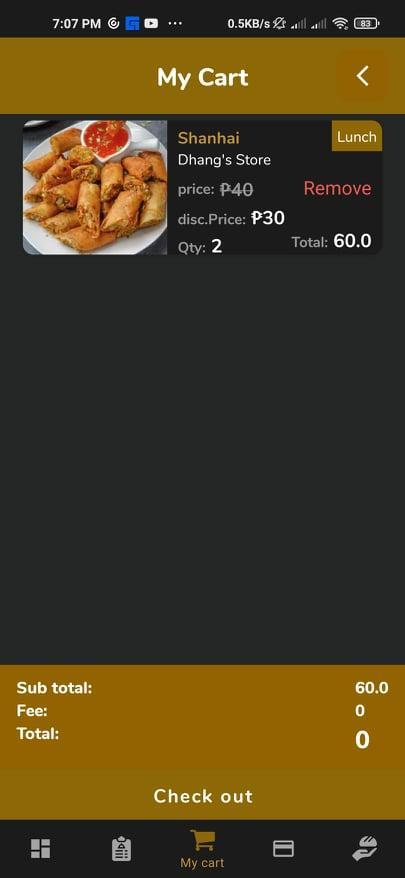 7:07 PM 0.5KB/s 83
My Cart
Shanhai
Lunch
Dhang's Store
price: ₱40
Remove
disc.Price: ₱30
Qty: 2
Total: 60.0
Sub total: 60.0
Fee: 0
Total: 0
Check out
My cart